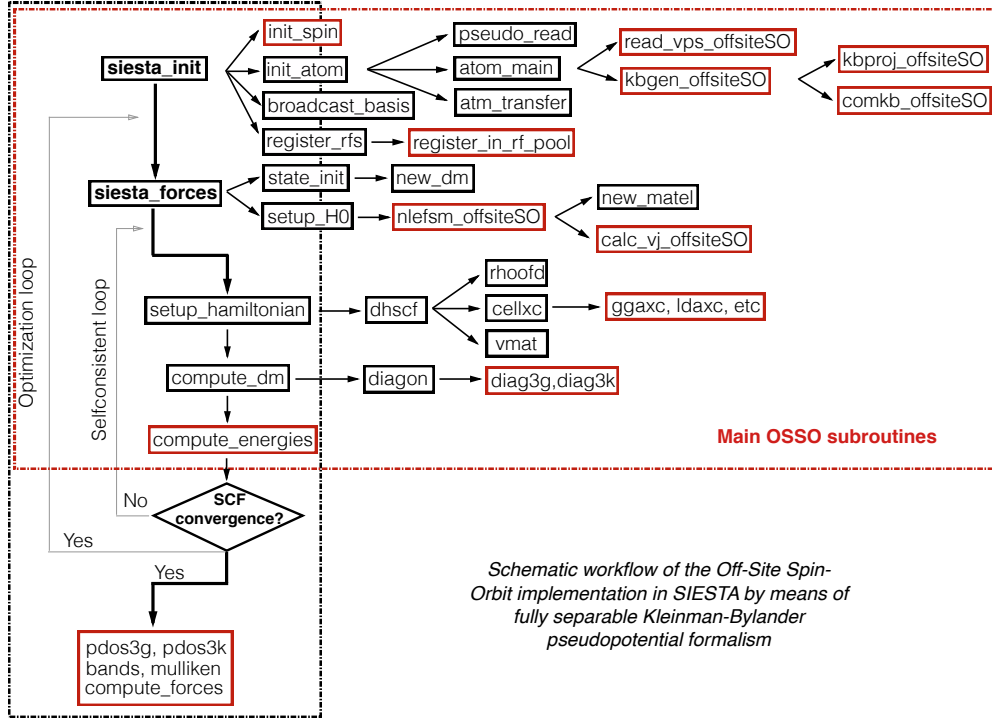 init_spin
pseudo_read
read_vps_offsiteSO
kbproj_offsiteSO
siesta_init
init_atom
atom_main
kbgen_offsiteSO
comkb_offsiteSO
broadcast_basis
atm_transfer
register_rfs
register_in_rf_pool
siesta_forces
state_init
new_dm
new_matel
setup_H0
nlefsm_offsiteSO
calc_vj_offsiteSO
Optimization loop
Selfconsistent loop
rhoofd
setup_hamiltonian
dhscf
cellxc
ggaxc, ldaxc, etc
vmat
compute_dm
diagon
diag3g,diag3k
compute_energies
Main OSSO subroutines
No
SCF
convergence?
Yes
Yes
Schematic workflow of the Off-Site Spin-
Orbit implementation in SIESTA by means of
fully separable Kleinman-Bylander
pseudopotential formalism
pdos3g, pdos3k
bands, mulliken
compute_forces